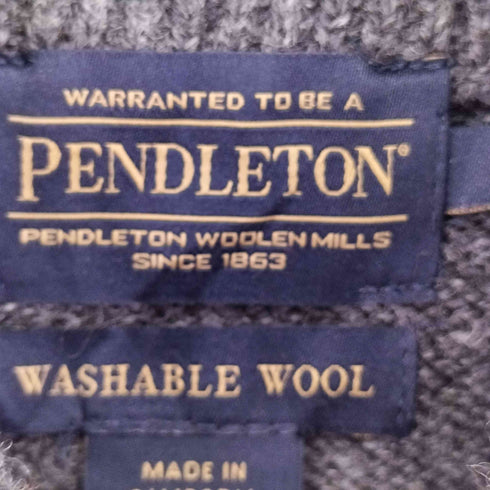 WARRANTED TO BE A
PENDLETON®
PENDLETON WOOLEN MILLS
SINCE 1863
WASHABLE WOOL
MADE IN